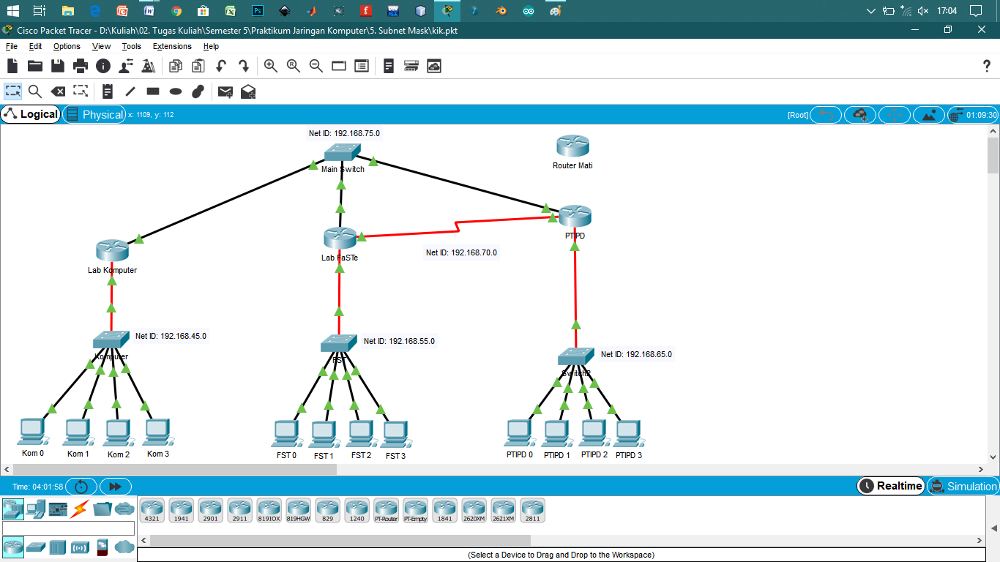 17:04
Cisco Packet Tracer - D:\Kuliah\02. Tugas Kuliah\Semester 5\Praktikum Jaringan Komputer\5. Subnet Mask\kik.pkt
File Edit Options View Tools Extensions Help
Logical Physical x: 1109, y: 112 [Root] 01:09:30
Net ID: 192.168.75.0
Main Switch
Router Mati
PTIPD
Lab FaSTe
Net ID: 192.168.70.0
Lab Komputer
Net ID: 192.168.45.0
Komputer
Net ID: 192.168.55.0
FST
Net ID: 192.168.65.0
Switch2
Kom 0 Kom 1 Kom 2 Kom 3
FST 0 FST 1 FST 2 FST 3
PTIPD 0 PTIPD 1 PTIPD 2 PTIPD 3
Time: 04:01:58 Realtime Simulation
4321 1941 2901 2911 819IOX 819HGW 829 1240 PT-Router PT-Empty 1841 2620XM 2621XM 2811
(Select a Device to Drag and Drop to the Workspace)